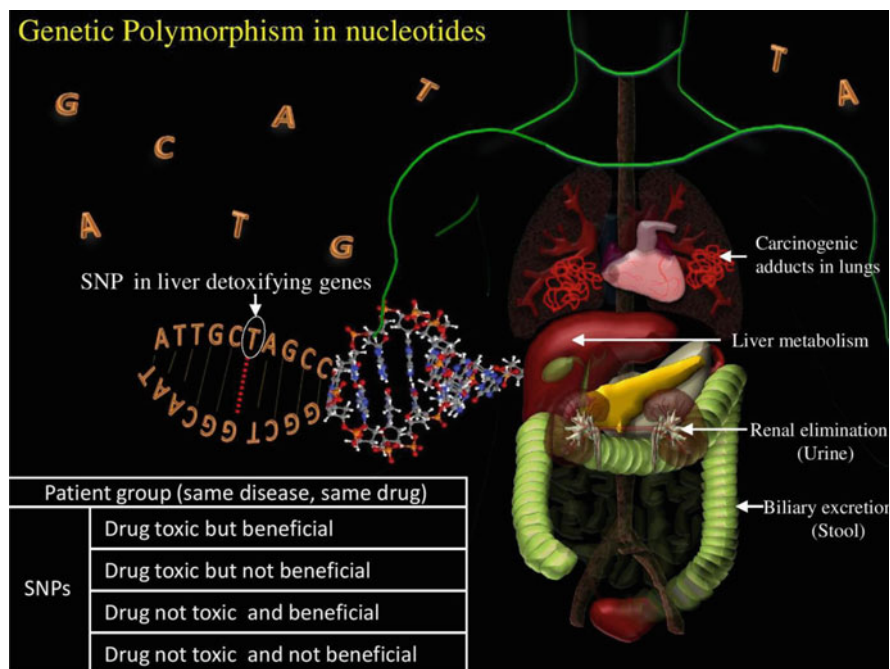 Genetic Polymorphism in nucleotides
T
G
A
T
A
C
A
T
G
SNP in liver detoxifying genes
ATTGCTAGCC
TAACGGTCGG
Carcinogenic
adducts in lungs
Liver metabolism
Renal elimination
(Urine)
Biliary excretion
(Stool)
Patient group (same disease, same drug)
SNPs
Drug toxic but beneficial
Drug toxic but not beneficial
Drug not toxic and beneficial
Drug not toxic and not beneficial